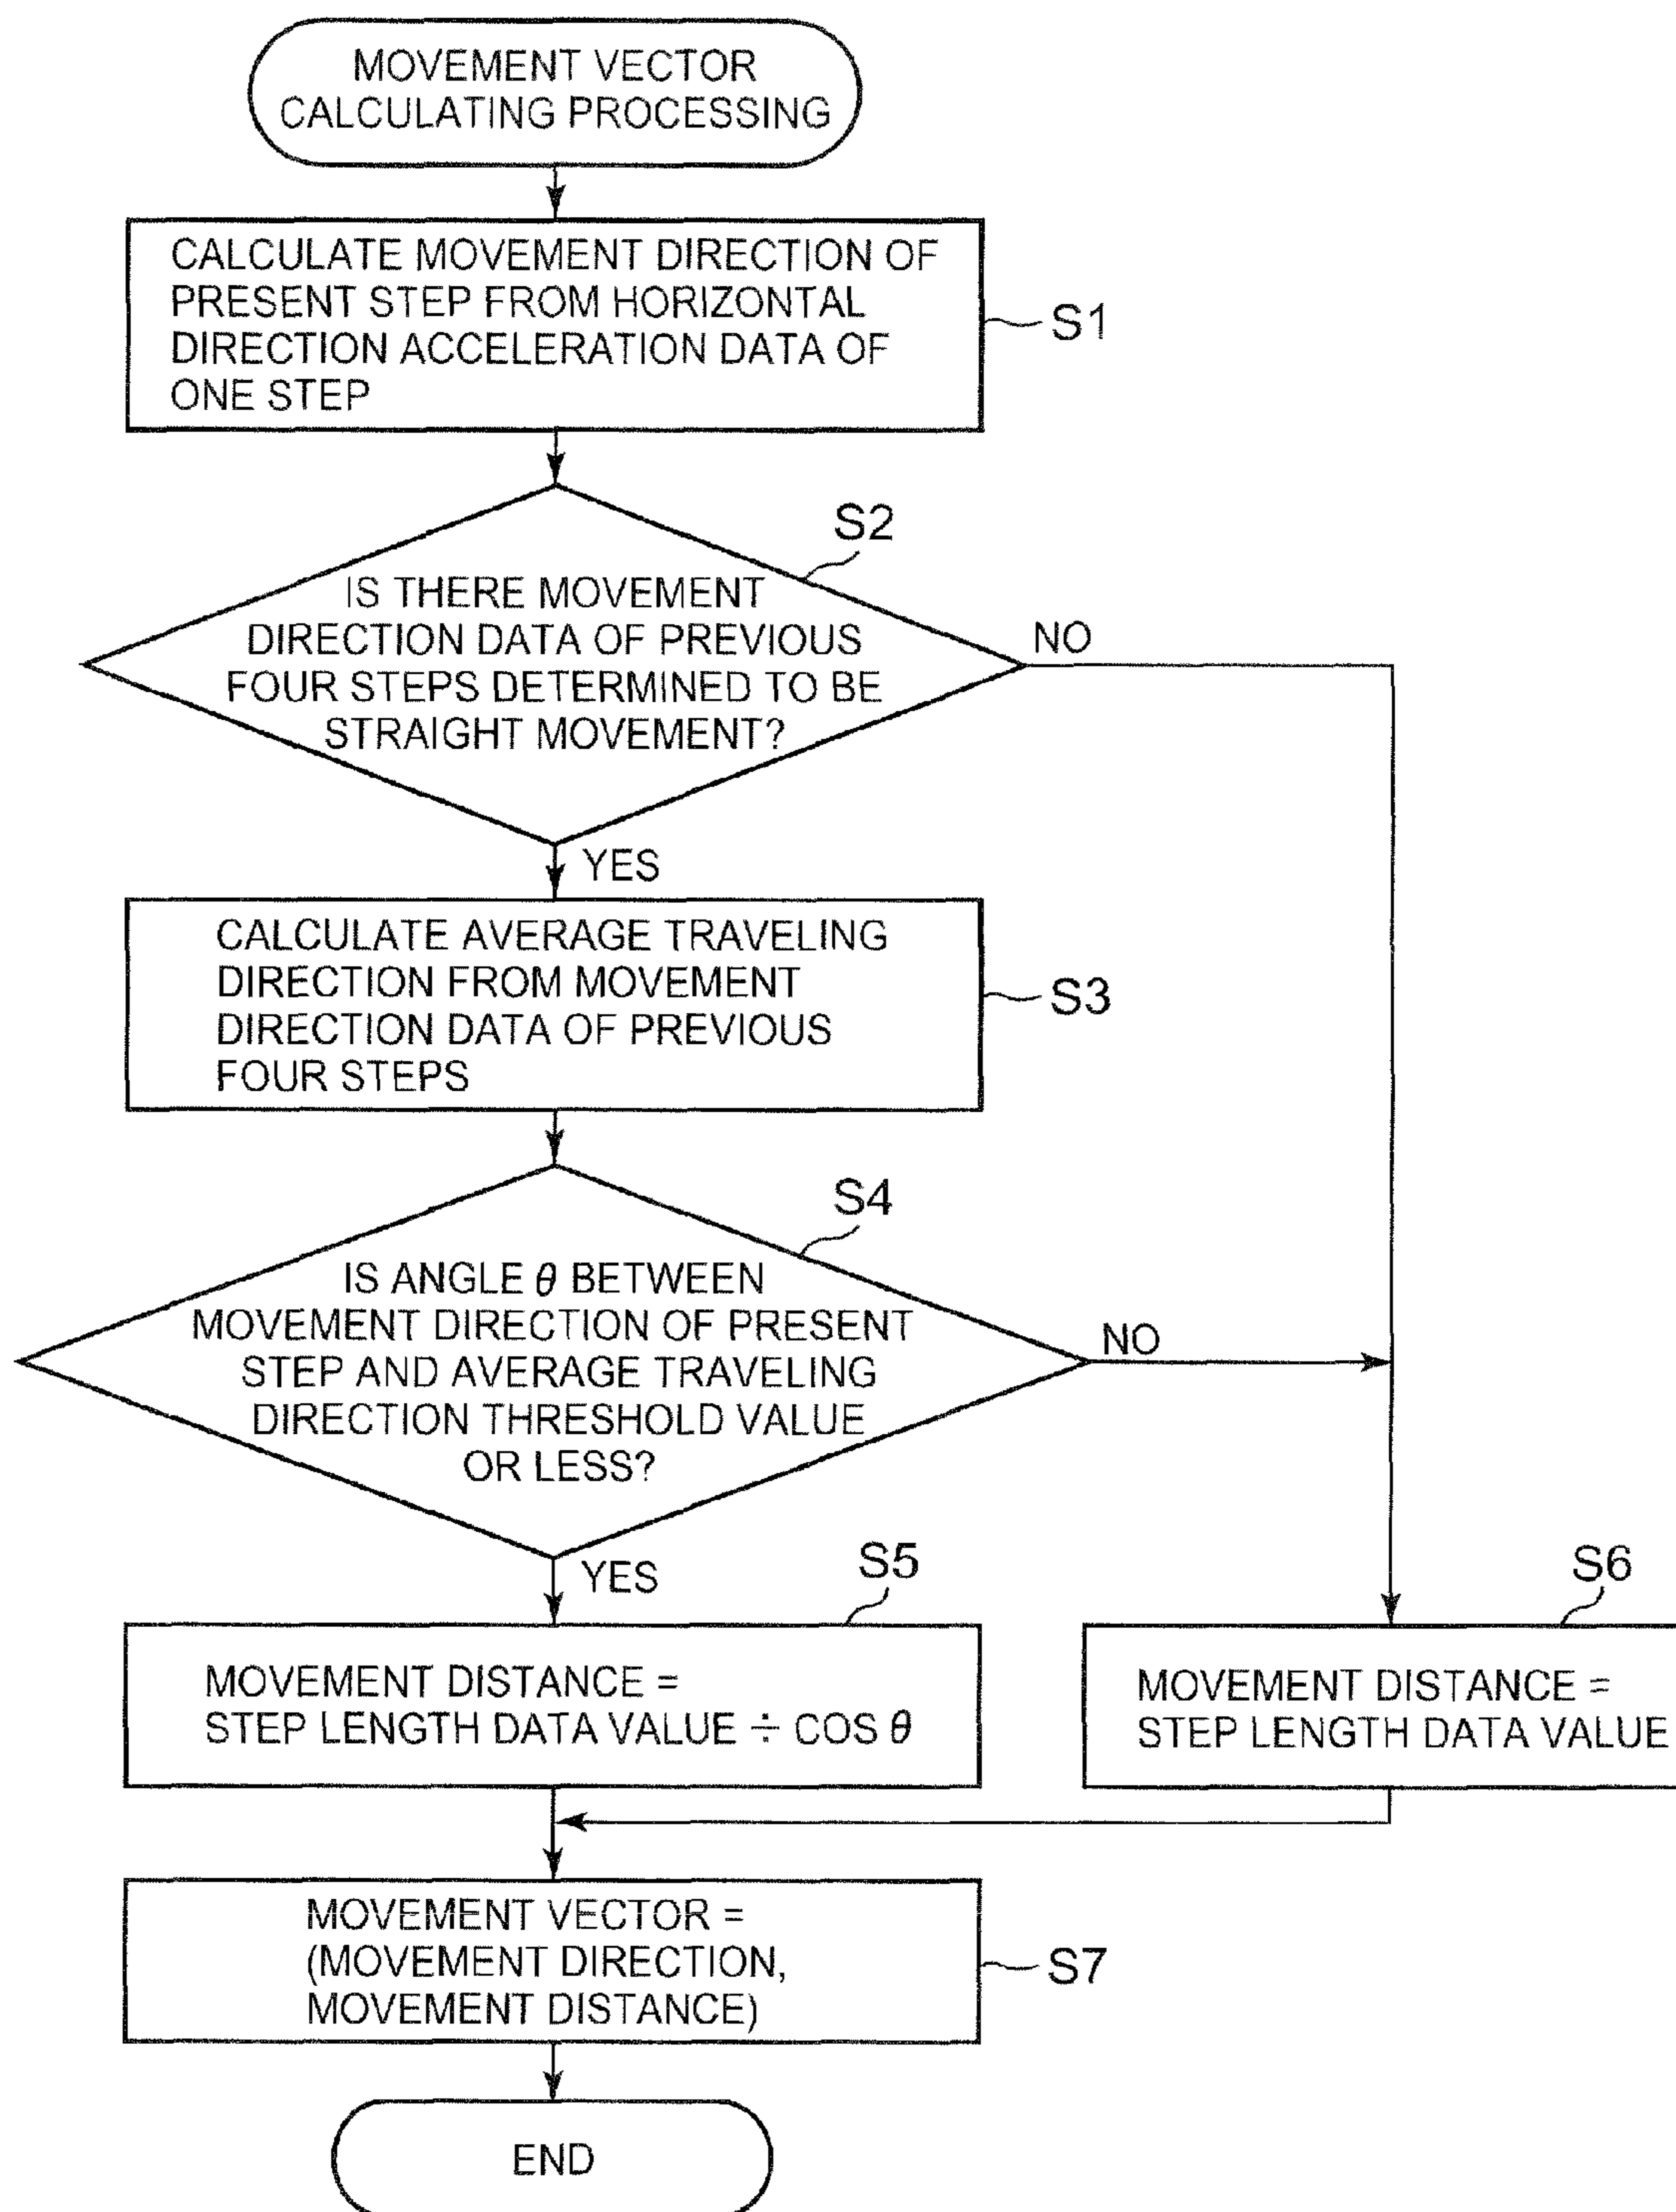 MOVEMENT VECTOR
CALCULATING PROCESSING
CALCULATE MOVEMENT DIRECTION OF
PRESENT STEP FROM HORIZONTAL
DIRECTION ACCELERATION DATA OF
ONE STEP
S1
S2
IS THERE MOVEMENT
DIRECTION DATA OF PREVIOUS
FOUR STEPS DETERMINED TO BE
STRAIGHT MOVEMENT?
NO
YES
CALCULATE AVERAGE TRAVELING
DIRECTION FROM MOVEMENT
DIRECTION DATA OF PREVIOUS
FOUR STEPS
S3
S4
IS ANGLE θ BETWEEN
MOVEMENT DIRECTION OF PRESENT
STEP AND AVERAGE TRAVELING
DIRECTION THRESHOLD VALUE
OR LESS?
NO
YES
S5
MOVEMENT DISTANCE =
STEP LENGTH DATA VALUE ÷ COS θ
S6
MOVEMENT DISTANCE =
STEP LENGTH DATA VALUE
MOVEMENT VECTOR =
(MOVEMENT DIRECTION,
MOVEMENT DISTANCE)
S7
END